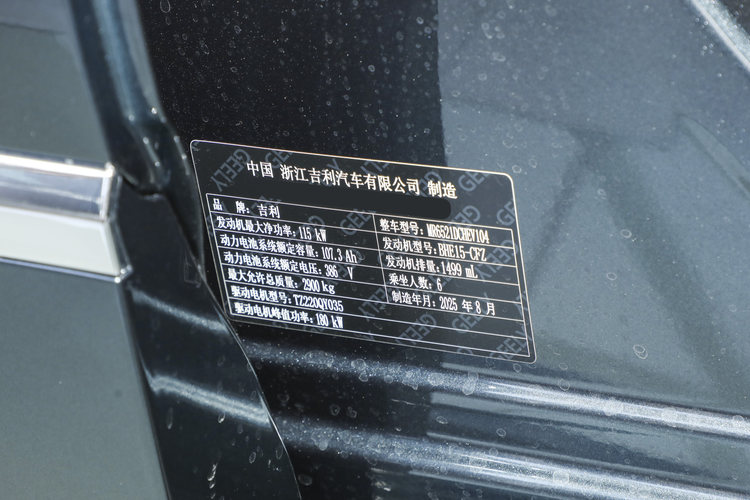 中国 浙江吉利汽车有限公司 制造
品 牌：吉利
发动机最大净功率：115 kW
整车型号：MR6521DCHEV104
动力电池系统额定容量：107.3 Ah
发动机型号：BHE15-CFZ
动力电池系统额定电压：386 V
发动机排量：1499 mL
最大允许总质量：2900 kg
乘坐人数：6
驱动电机型号：TZ220QY035
制造年月：2025 年 8 月
驱动电机峰值功率：180 kW
GEELY